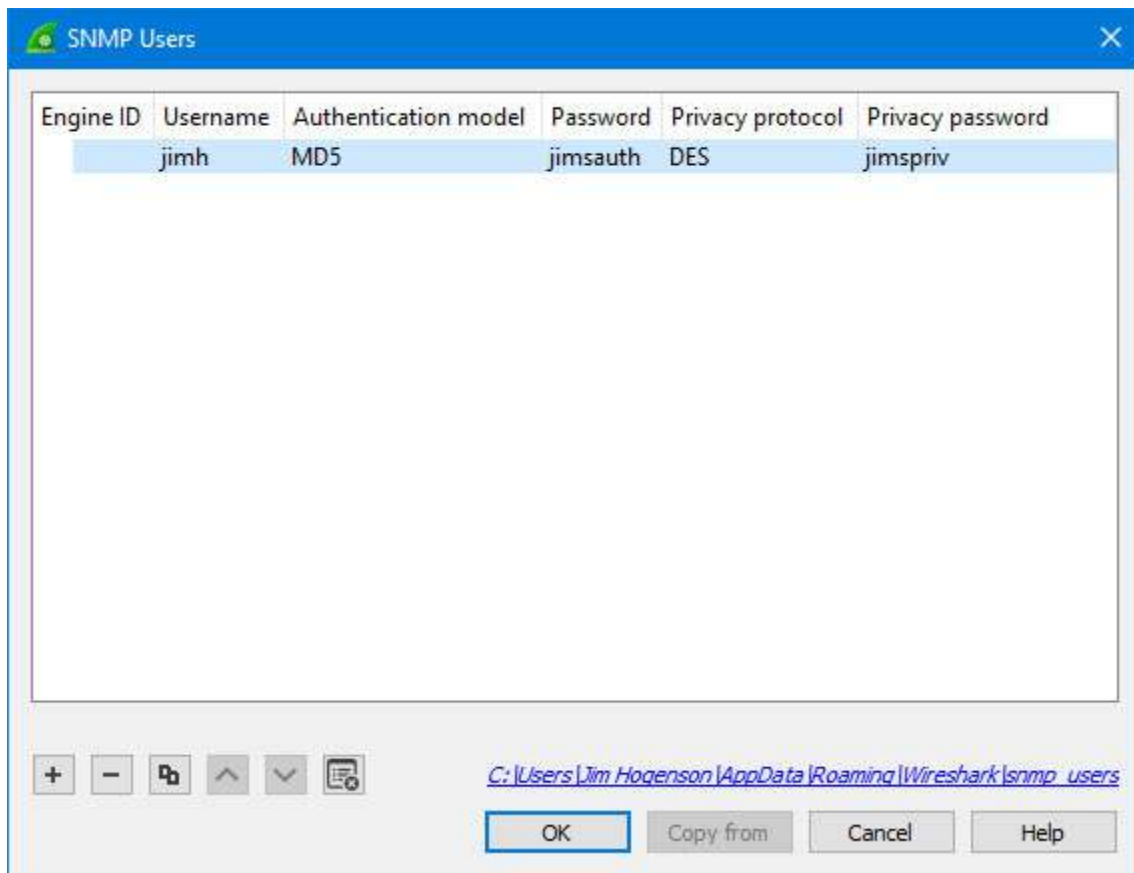 SNMP Users
Engine ID Username Authentication model Password Privacy protocol Privacy password
jimh MD5 jimsauth DES jimspriv
C:\Users\Jim Hogenson\AppData\Roaming\Wireshark\snmp_users
OK Copy from Cancel Help